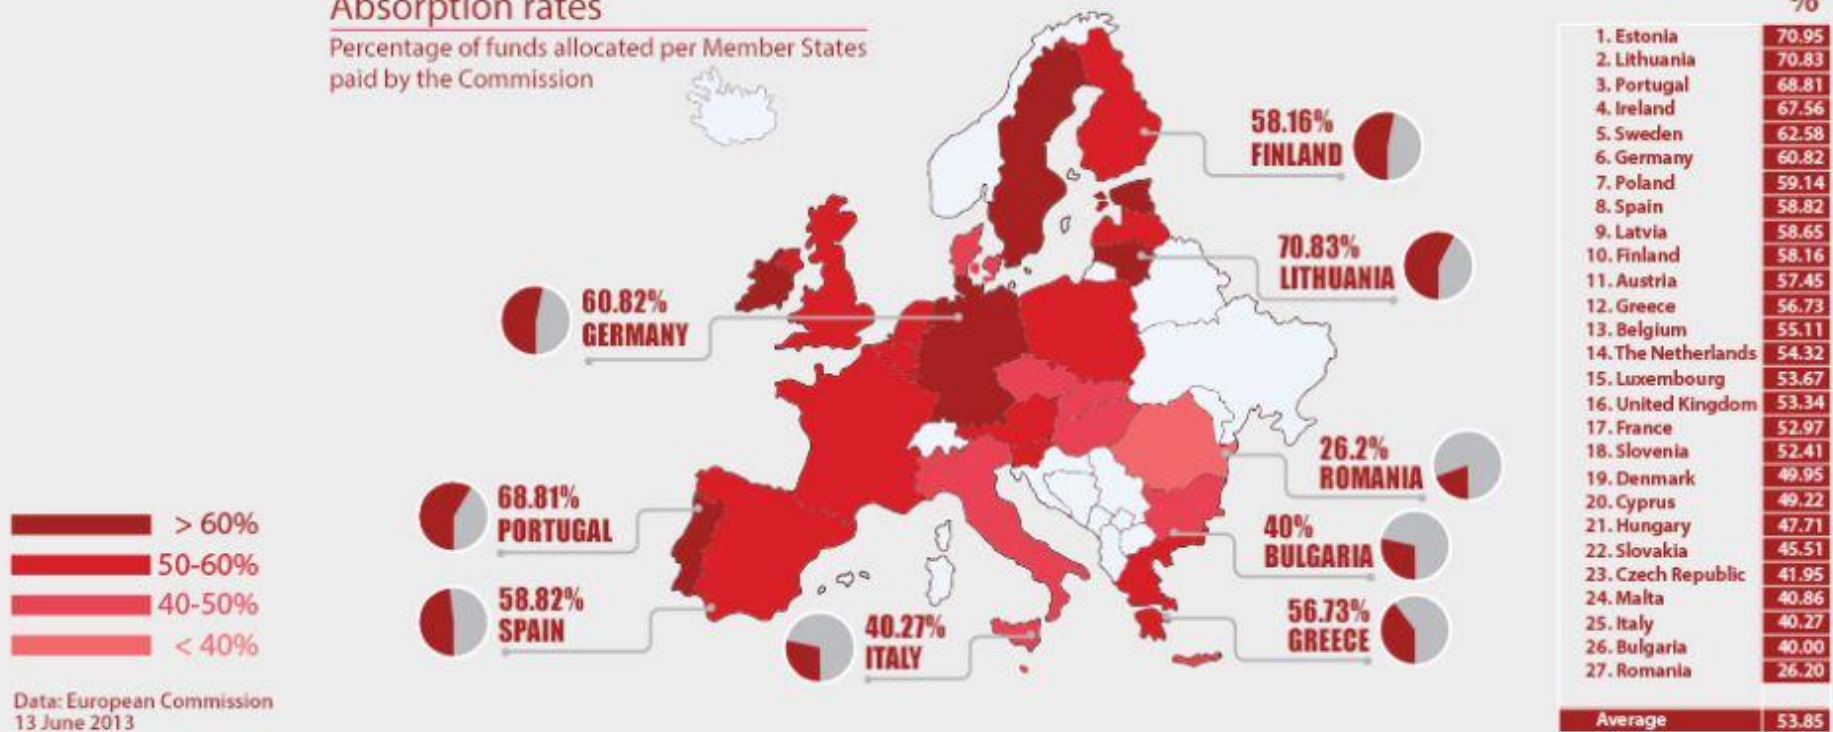 Absorption rates
Percentage of funds allocated per Member States
paid by the Commission
58.16%
FINLAND
70.83%
LITHUANIA
60.82%
GERMANY
26.2%
ROMANIA
68.81%
PORTUGAL
40%
BULGARIA
58.82%
SPAIN
40.27%
ITALY
56.73%
GREECE
> 60%
50-60%
40-50%
< 40%
Data: European Commission
13 June 2013
%
1. Estonia 70.95
2. Lithuania 70.83
3. Portugal 68.81
4. Ireland 67.56
5. Sweden 62.58
6. Germany 60.82
7. Poland 59.14
8. Spain 58.82
9. Latvia 58.65
10. Finland 58.16
11. Austria 57.45
12. Greece 56.73
13. Belgium 55.11
14. The Netherlands 54.32
15. Luxembourg 53.67
16. United Kingdom 53.34
17. France 52.97
18. Slovenia 52.41
19. Denmark 49.95
20. Cyprus 49.22
21. Hungary 47.71
22. Slovakia 45.51
23. Czech Republic 41.95
24. Malta 40.86
25. Italy 40.27
26. Bulgaria 40.00
27. Romania 26.20
Average 53.85